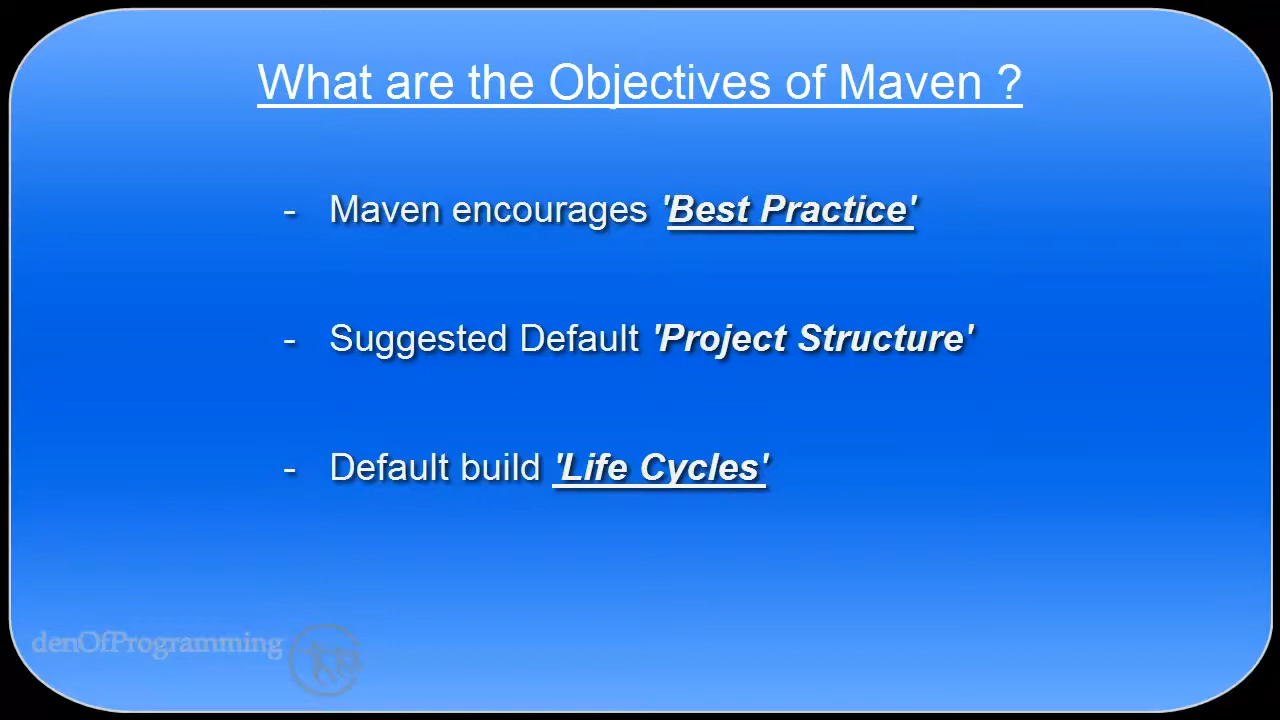 What are the Objectives of Maven ?
- Maven encourages 'Best Practice'
- Suggested Default 'Project Structure'
- Default build 'Life Cycles'
denOfProgramming